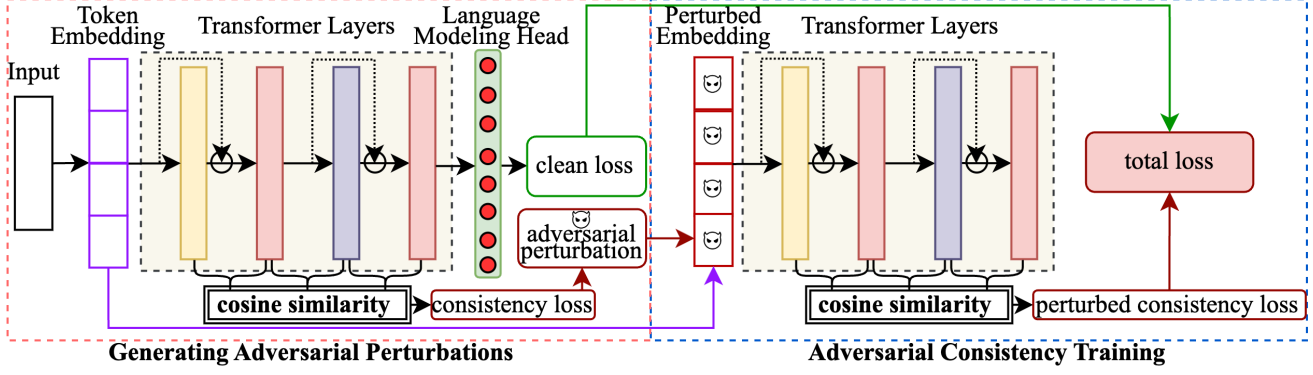 Token
Embedding
Transformer Layers
Language
Modeling Head
Perturbed
Embedding
Transformer Layers
Input
clean loss
total loss
adversarial
perturbation
cosine similarity
consistency loss
cosine similarity
perturbed consistency loss
Generating Adversarial Perturbations
Adversarial Consistency Training